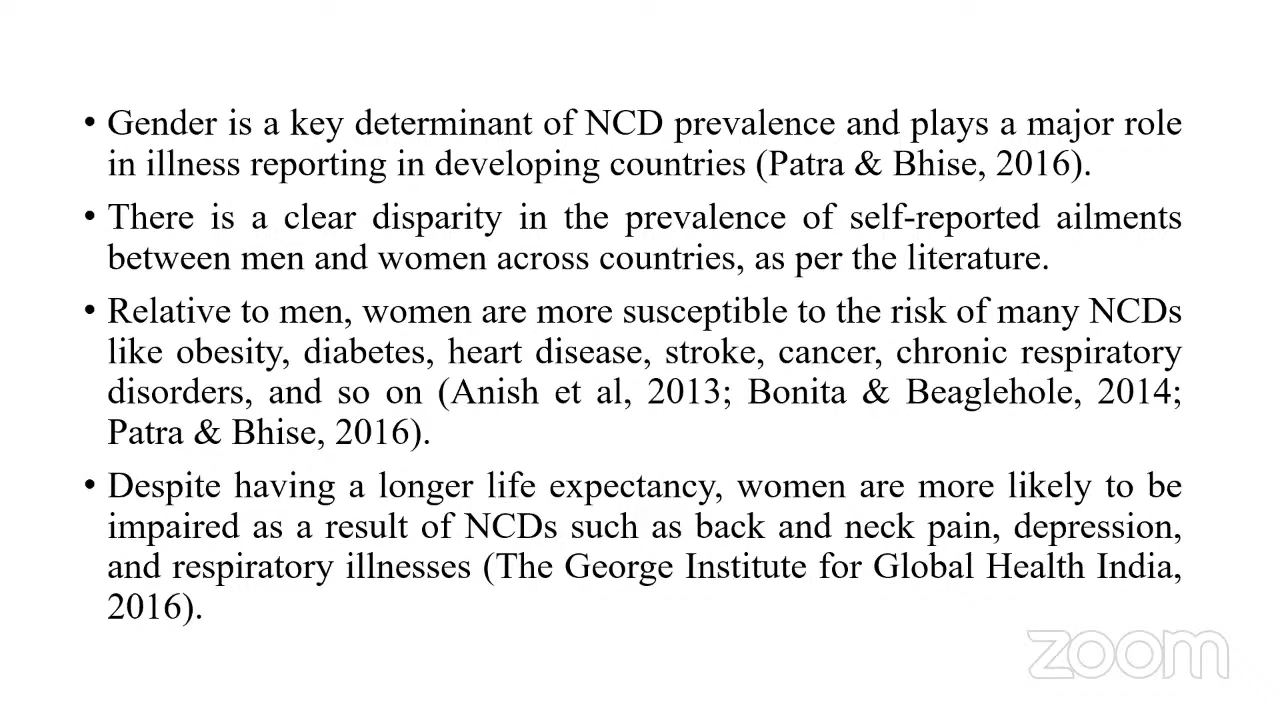 • Gender is a key determinant of NCD prevalence and plays a major role
in illness reporting in developing countries (Patra & Bhise, 2016).
• There is a clear disparity in the prevalence of self-reported ailments
between men and women across countries, as per the literature.
• Relative to men, women are more susceptible to the risk of many NCDs
like obesity, diabetes, heart disease, stroke, cancer, chronic respiratory
disorders, and so on (Anish et al, 2013; Bonita & Beaglehole, 2014;
Patra & Bhise, 2016).
• Despite having a longer life expectancy, women are more likely to be
impaired as a result of NCDs such as back and neck pain, depression,
and respiratory illnesses (The George Institute for Global Health India,
2016).
zoom